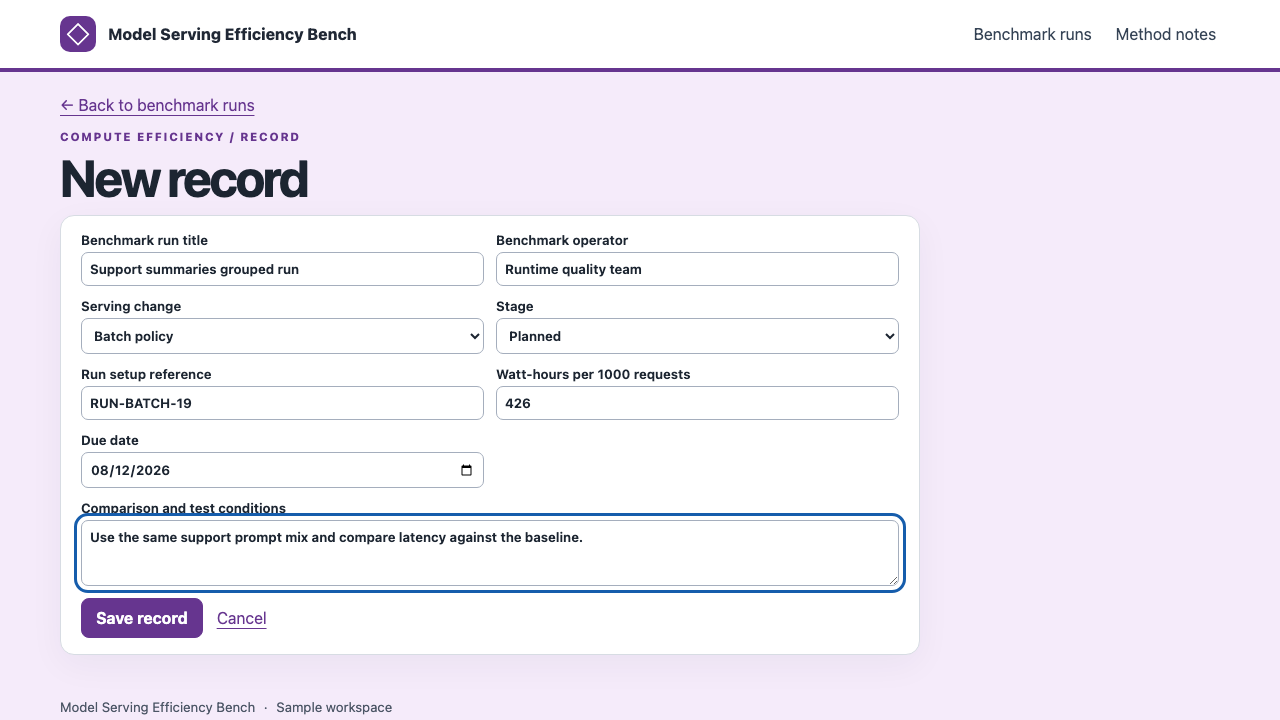 Model Serving Efficiency Bench
Benchmark runs
Method notes
← Back to benchmark runs
COMPUTE EFFICIENCY / RECORD
New record
Benchmark run title
Benchmark operator
Support summaries grouped run
Runtime quality team
Serving change
Stage
Batch policy
Planned
Run setup reference
Watt-hours per 1000 requests
RUN-BATCH-19
426
Due date
08/12/2026
Comparison and test conditions
Use the same support prompt mix and compare latency against the baseline.
Save record
Cancel
Model Serving Efficiency Bench · Sample workspace